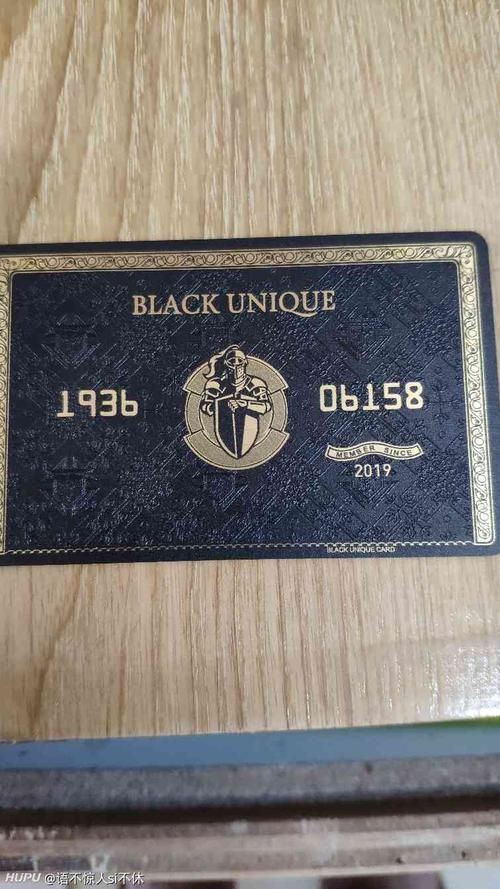 BLACK UNIQUE
1936
06158
MEMBER SINCE
2019
BLACK UNIQUE CARD
HUPU @语不惊人si不休